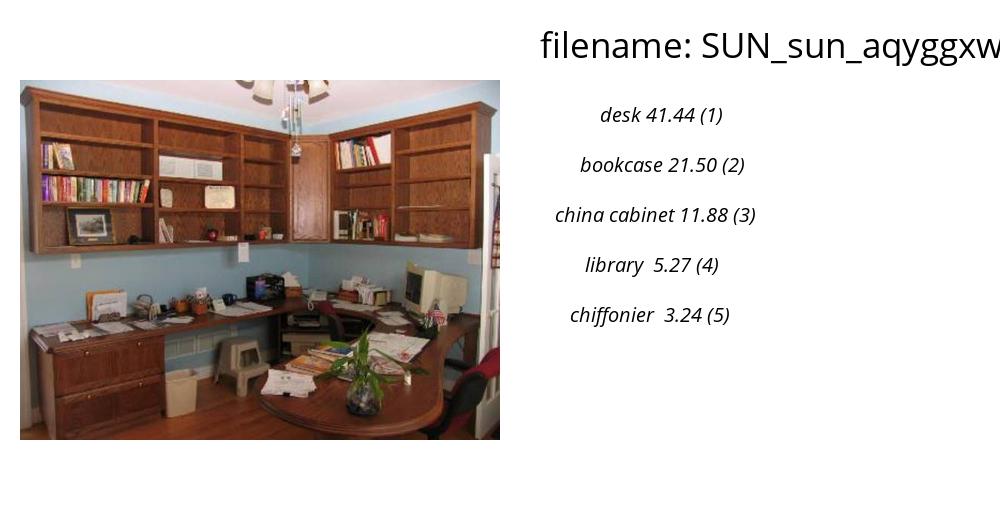 filename: SUN_sun_aqyggxw
desk 41.44 (1)
bookcase 21.50 (2)
china cabinet 11.88 (3)
library 5.27 (4)
chiffonier 3.24 (5)